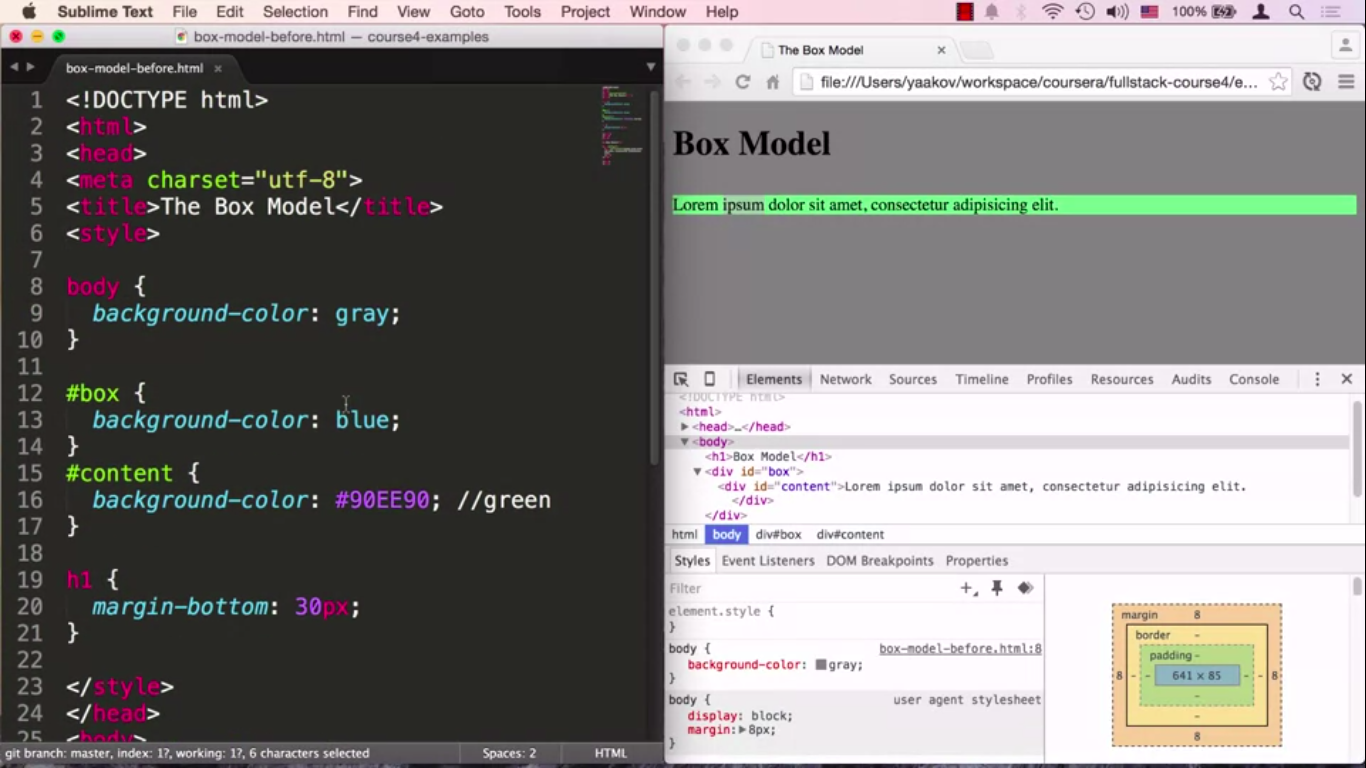 Sublime Text File Edit Selection Find View Goto Tools Project Window Help 100%
box-model-before.html — course4-examples
box-model-before.html ×
1 <!DOCTYPE html>
2 <html>
3 <head>
4 <meta charset="utf-8">
5 <title>The Box Model</title>
6 <style>
7
8 body {
9 background-color: gray;
10 }
11
12 #box {
13 background-color: blue;
14 }
15 #content {
16 background-color: #90EE90; //green
17 }
18
19 h1 {
20 margin-bottom: 30px;
21 }
22
23 </style>
24 </head>
25 <body>
git branch: master, index: 1?, working: 1?, 6 characters selected Spaces: 2 HTML
The Box Model ×
file:///Users/yaakov/workspace/coursera/fullstack-course4/e...
Box Model
Lorem ipsum dolor sit amet, consectetur adipisicing elit.
Elements Network Sources Timeline Profiles Resources Audits Console
<!DOCTYPE html>
<html>
▶<head>…</head>
▼<body>
<h1>Box Model</h1>
▼<div id="box">
<div id="content">Lorem ipsum dolor sit amet, consectetur adipisicing elit.
</div>
</div>
html body div#box div#content
Styles Event Listeners DOM Breakpoints Properties
Filter
element.style {
}
body { box-model-before.html:8
background-color: gray;
}
body { user agent stylesheet
display: block;
margin:▶8px;
}
margin 8
border –
padding –
8 – – 641 × 85 – – 8
–
–
8